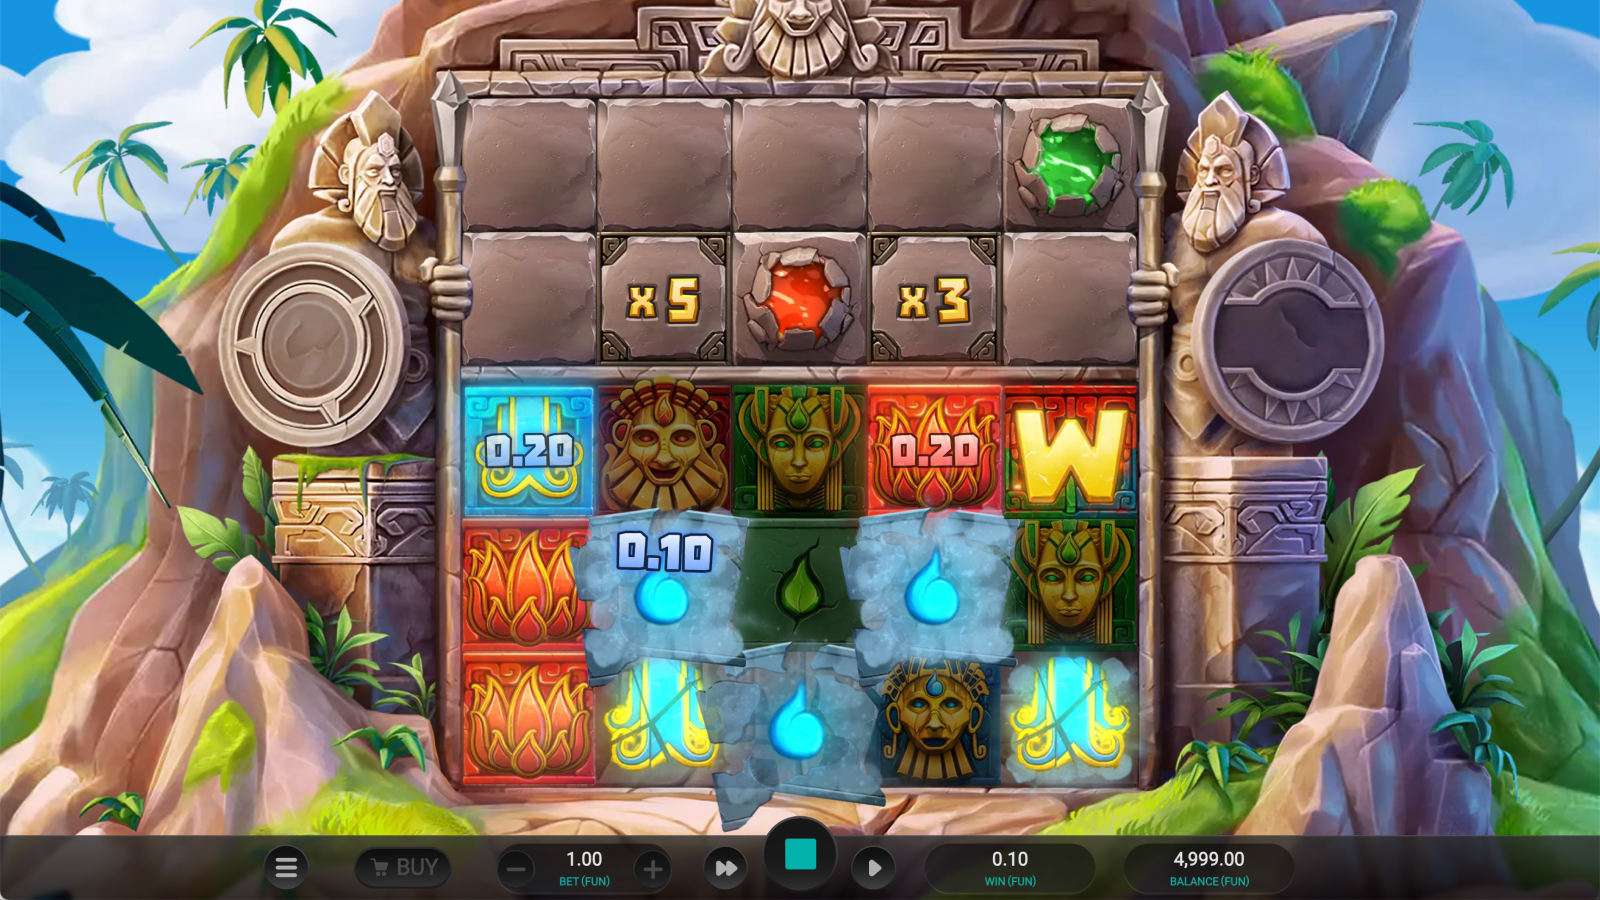 x5
x3
0.20
0.20
W
0.10
BUY
1.00
BET (FUN)
0.10
WIN (FUN)
4,999.00
BALANCE (FUN)